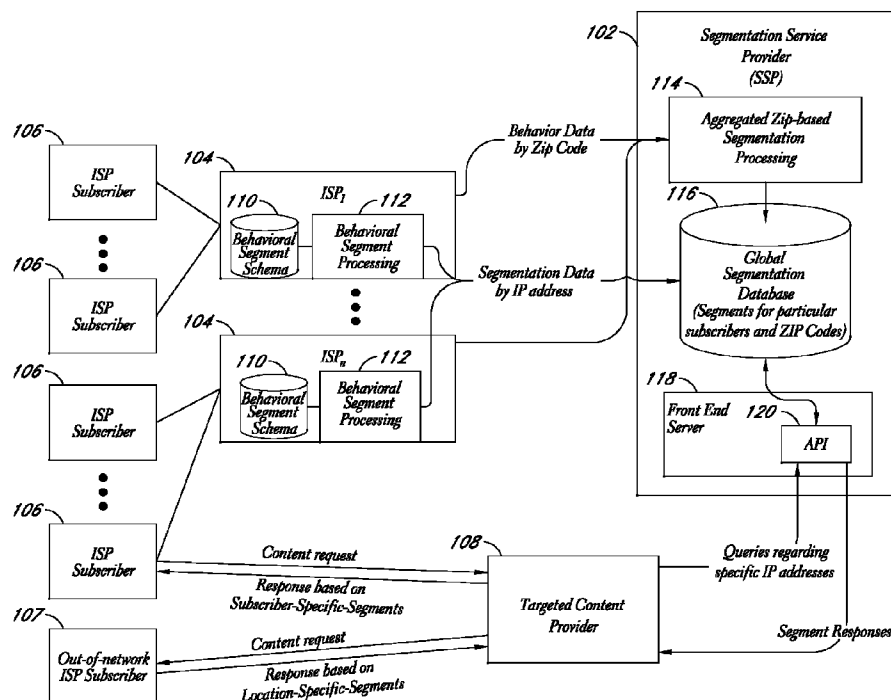 102
Segmentation Service
Provider
(SSP)
114
Aggregated Zip-based
Segmentation
Processing
106
ISP
Subscriber
104
ISP1
110
Behavioral
Segment
Schema
112
Behavioral
Segment
Processing
Behavior Data
by Zip Code
116
Global
Segmentation
Database
(Segments for particular
subscribers and ZIP Codes)
106
ISP
Subscriber
Segmentation Data
by IP address
104
ISPn
110
Behavioral
Segment
Schema
112
Behavioral
Segment
Processing
106
ISP
Subscriber
118
Front End
Server
120
API
106
ISP
Subscriber
Content request
Response based on
Subscriber-Specific-Segments
108
Targeted Content
Provider
Queries regarding
specific IP addresses
Segment Responses
107
Out-of-network
ISP Subscriber
Content request
Response based on
Location-Specific-Segments